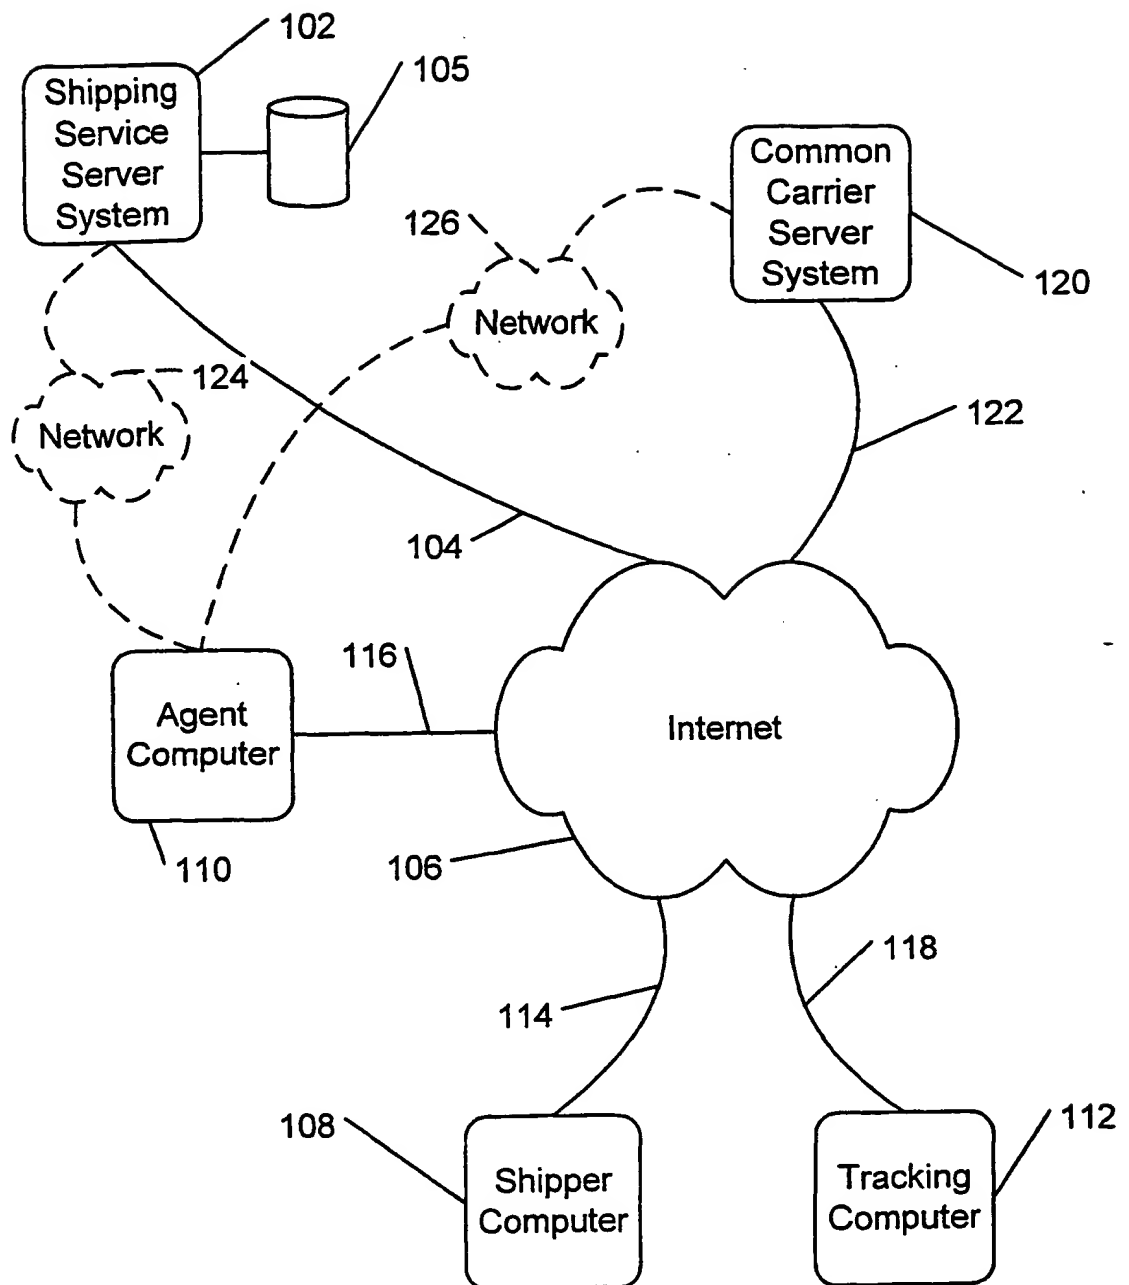 102
105
Shipping
Service
Server
System
Common
Carrier
Server
System
126
120
Network
124
Network
122
104
116
Agent
Computer
Internet
106
110
118
114
108
112
Shipper
Computer
Tracking
Computer